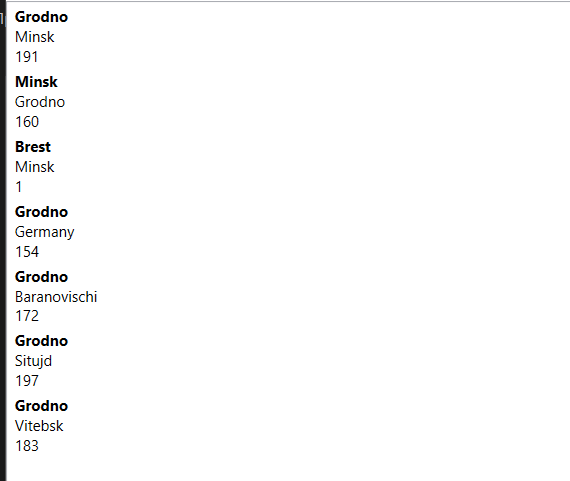 Grodno
Minsk
191
Minsk
Grodno
160
Brest
Minsk
1
Grodno
Germany
154
Grodno
Baranovischi
172
Grodno
Situjd
197
Grodno
Vitebsk
183